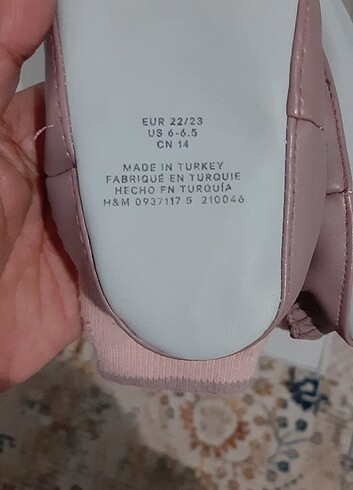 EUR 22/23
US 6-6.5
CN 14
MADE IN TURKEY
FABRIQUÉ EN TURQUIE
HECHO EN TURQUÍA
H&M 0937117 5 210046